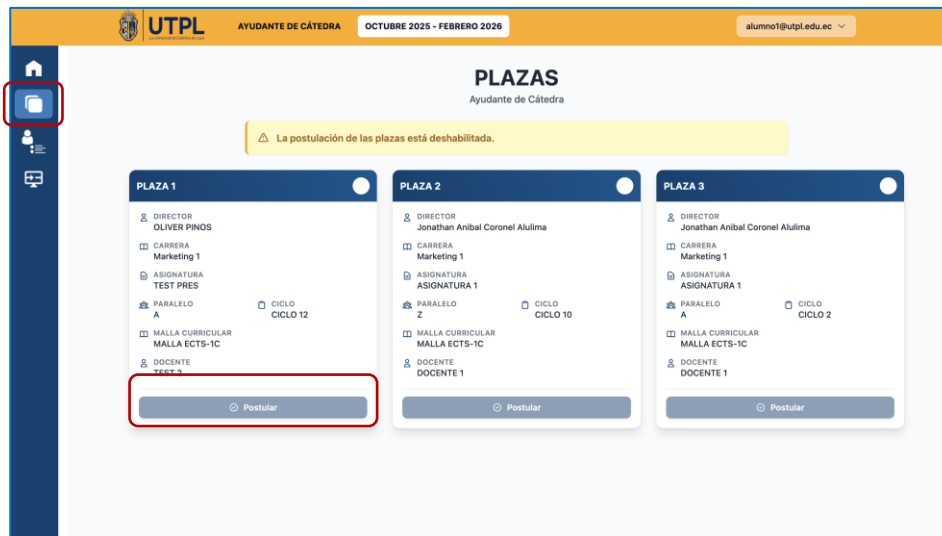 UTPL
AYUDANTE DE CÁTEDRA
OCTUBRE 2025 - FEBRERO 2026
alumno1@utpl.edu.ec
PLAZAS
Ayudante de Cátedra
La postulación de las plazas está deshabilitada.
PLAZA 1
DIRECTOR
OLIVER PINOS
CARRERA
Marketing 1
ASIGNATURA
TEST PRES
PARALELO CICLO
A CICLO 12
MALLA CURRICULAR
MALLA ECTS-1C
DOCENTE
TEST 2
Postular
PLAZA 2
DIRECTOR
Jonathan Anibal Coronel Alulima
CARRERA
Marketing 1
ASIGNATURA
ASIGNATURA 1
PARALELO CICLO
Z CICLO 10
MALLA CURRICULAR
MALLA ECTS-1C
DOCENTE
DOCENTE 1
Postular
PLAZA 3
DIRECTOR
Jonathan Anibal Coronel Alulima
CARRERA
Marketing 1
ASIGNATURA
ASIGNATURA 1
PARALELO CICLO
A CICLO 2
MALLA CURRICULAR
MALLA ECTS-1C
DOCENTE
DOCENTE 1
Postular